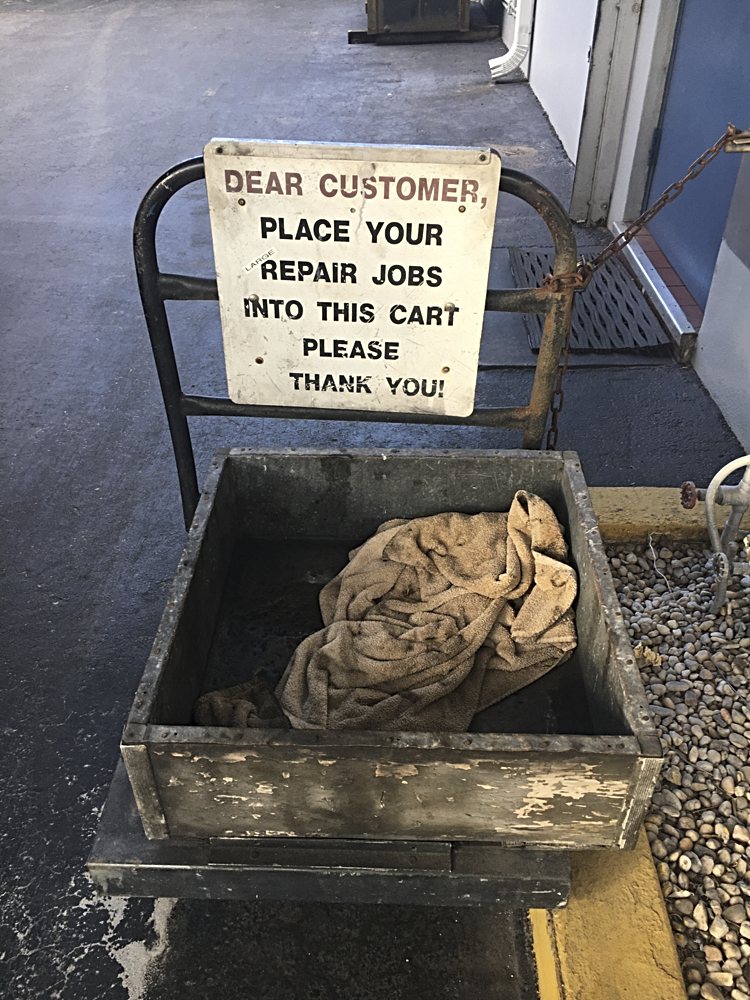 DEAR CUSTOMER,
PLACE YOUR
LARGE
REPAIR JOBS
INTO THIS CART
PLEASE
THANK YOU!